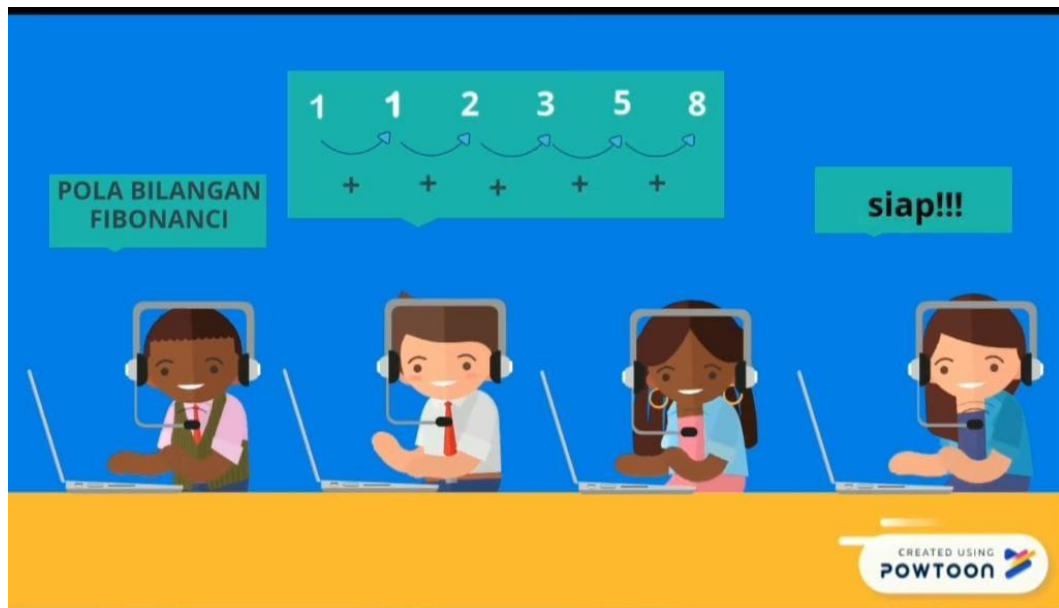 POLA BILANGAN
FIBONANCI
1 1 2 3 5 8
+ + + + +
siap!!!
CREATED USING
POWTOON